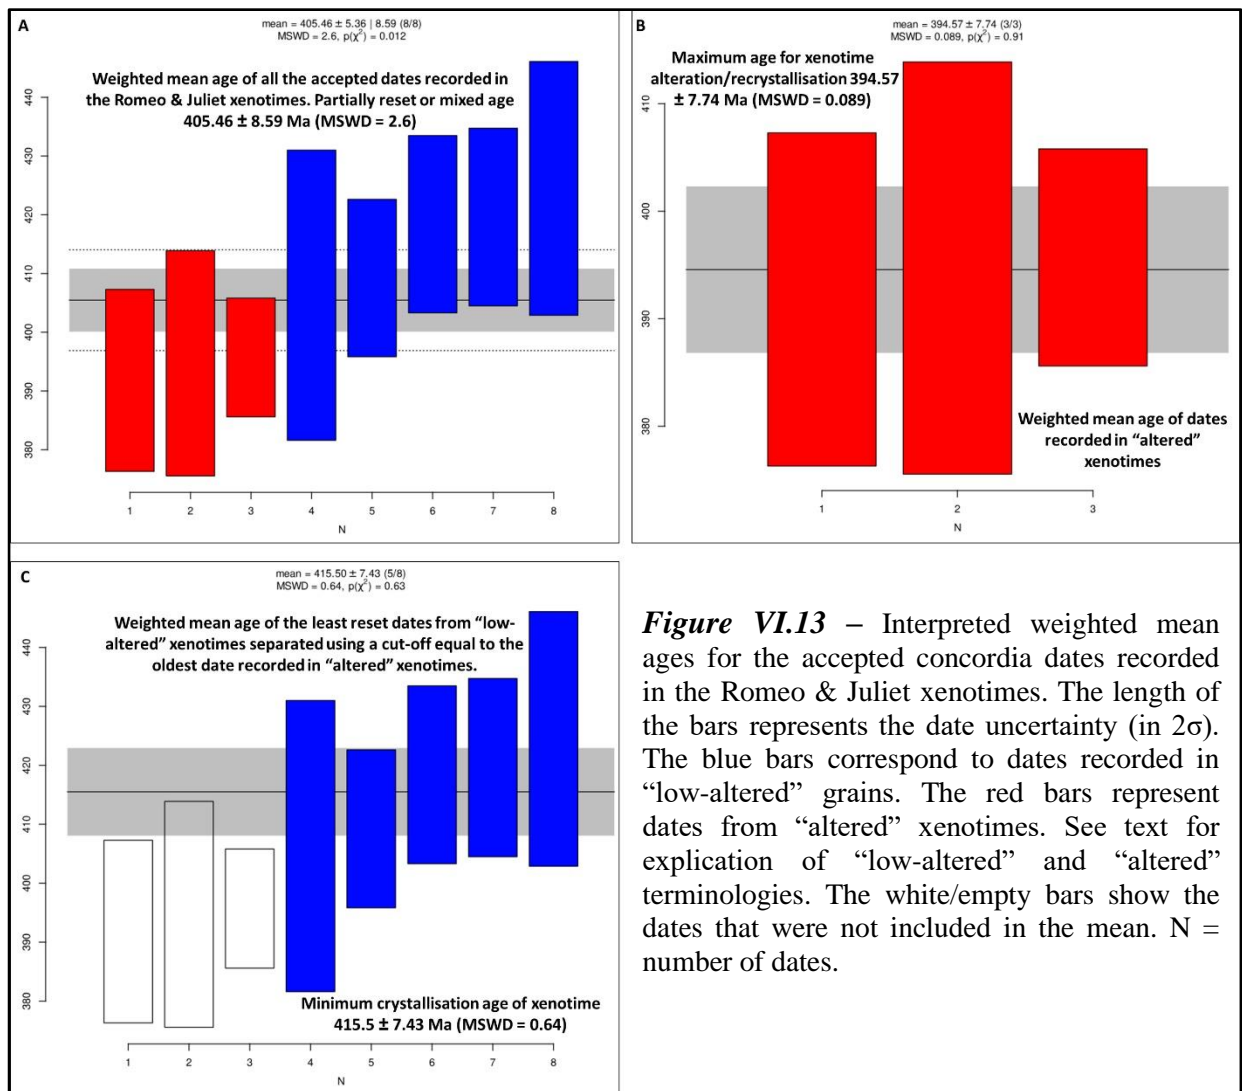 A
mean = 405.46 ± 5.36 | 8.59 (8/8)
MSWD = 2.6, p(χ²) = 0.012
Weighted mean age of all the accepted dates recorded in
the Romeo & Juliet xenotimes. Partially reset or mixed age
405.46 ± 8.59 Ma (MSWD = 2.6)
440
430
420
410
400
390
380
1 2 3 4 5 6 7 8
N
B
mean = 394.57 ± 7.74 (3/3)
MSWD = 0.089, p(χ²) = 0.91
Maximum age for xenotime
alteration/recrystallisation 394.57
± 7.74 Ma (MSWD = 0.089)
410
400
390
380
Weighted mean age of dates
recorded in “altered”
xenotimes
1 2 3
N
C
mean = 415.50 ± 7.43 (5/8)
MSWD = 0.64, p(χ²) = 0.63
Weighted mean age of the least reset dates from “low-
altered” xenotimes separated using a cut-off equal to the
oldest date recorded in “altered” xenotimes.
440
430
420
410
400
390
380
Minimum crystallisation age of xenotime
415.5 ± 7.43 Ma (MSWD = 0.64)
1 2 3 4 5 6 7 8
N
Figure VI.13 – Interpreted weighted mean
ages for the accepted concordia dates recorded
in the Romeo & Juliet xenotimes. The length of
the bars represents the date uncertainty (in 2σ).
The blue bars correspond to dates recorded in
“low-altered” grains. The red bars represent
dates from “altered” xenotimes. See text for
explication of “low-altered” and “altered”
terminologies. The white/empty bars show the
dates that were not included in the mean. N =
number of dates.